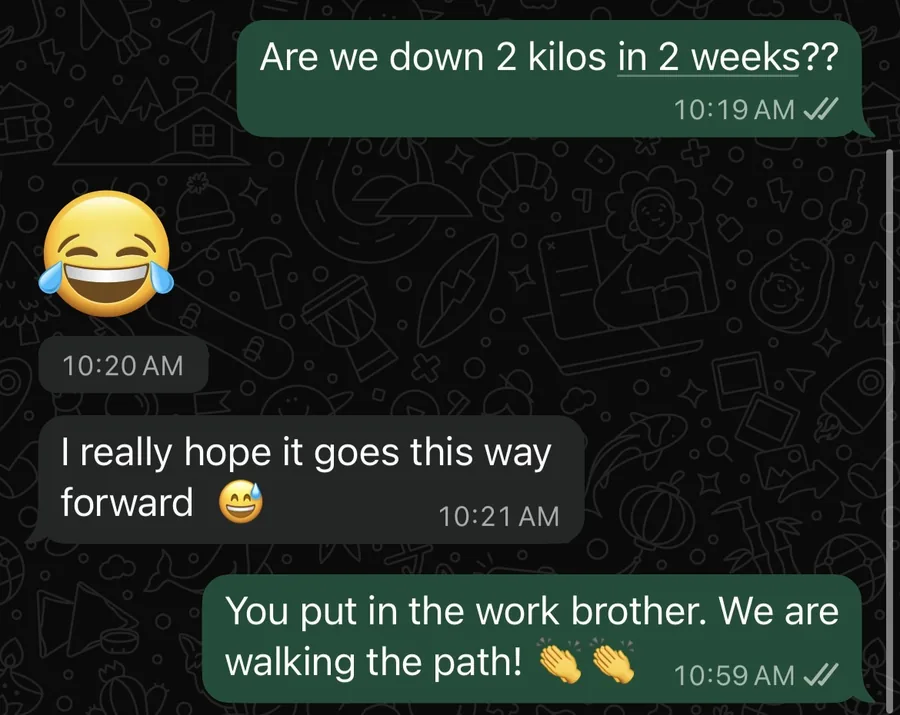 Are we down 2 kilos in 2 weeks??
10:19 AM
😂
10:20 AM
I really hope it goes this way
forward 😅
10:21 AM
You put in the work brother. We are
walking the path! 👏 👏
10:59 AM